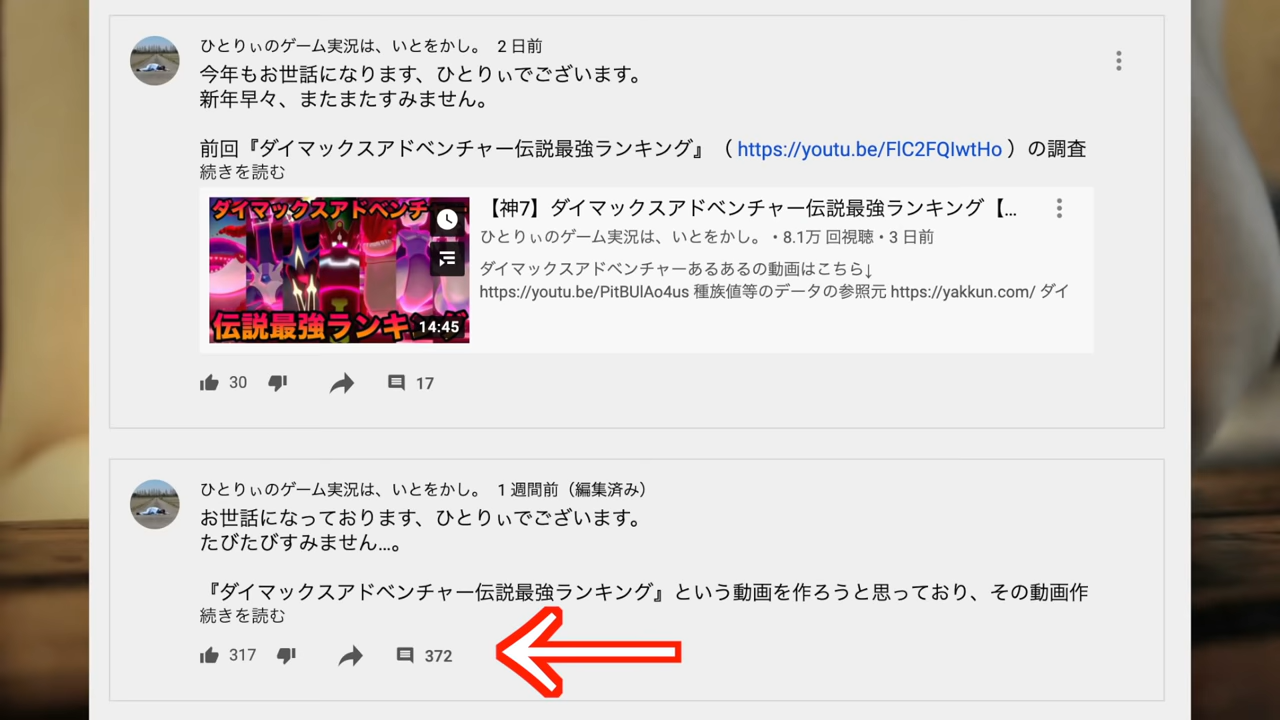 ひとりぃのゲーム実況は、いとをかし。 2 日前
今年もお世話になります、ひとりぃでございます。
新年早々、またまたすみません。
前回『ダイマックスアドベンチャー伝説最強ランキング』（ https://youtu.be/FlC2FQIwtHo ）の調査
続きを読む
ダイマックスアドベンチ
伝説最強ランキング
14:45
【神7】ダイマックスアドベンチャー伝説最強ランキング【...
ひとりぃのゲーム実況は、いとをかし。・8.1万 回視聴・3 日前
ダイマックスアドベンチャーあるあるの動画はこちら↓
https://youtu.be/PitBUlAo4us 種族値等のデータの参照元 https://yakkun.com/ ダイ
30 17
ひとりぃのゲーム実況は、いとをかし。 1 週間前（編集済み）
お世話になっております、ひとりぃでございます。
たびたびすみません...。
『ダイマックスアドベンチャー伝説最強ランキング』という動画を作ろうと思っており、その動画作
続きを読む
317 372